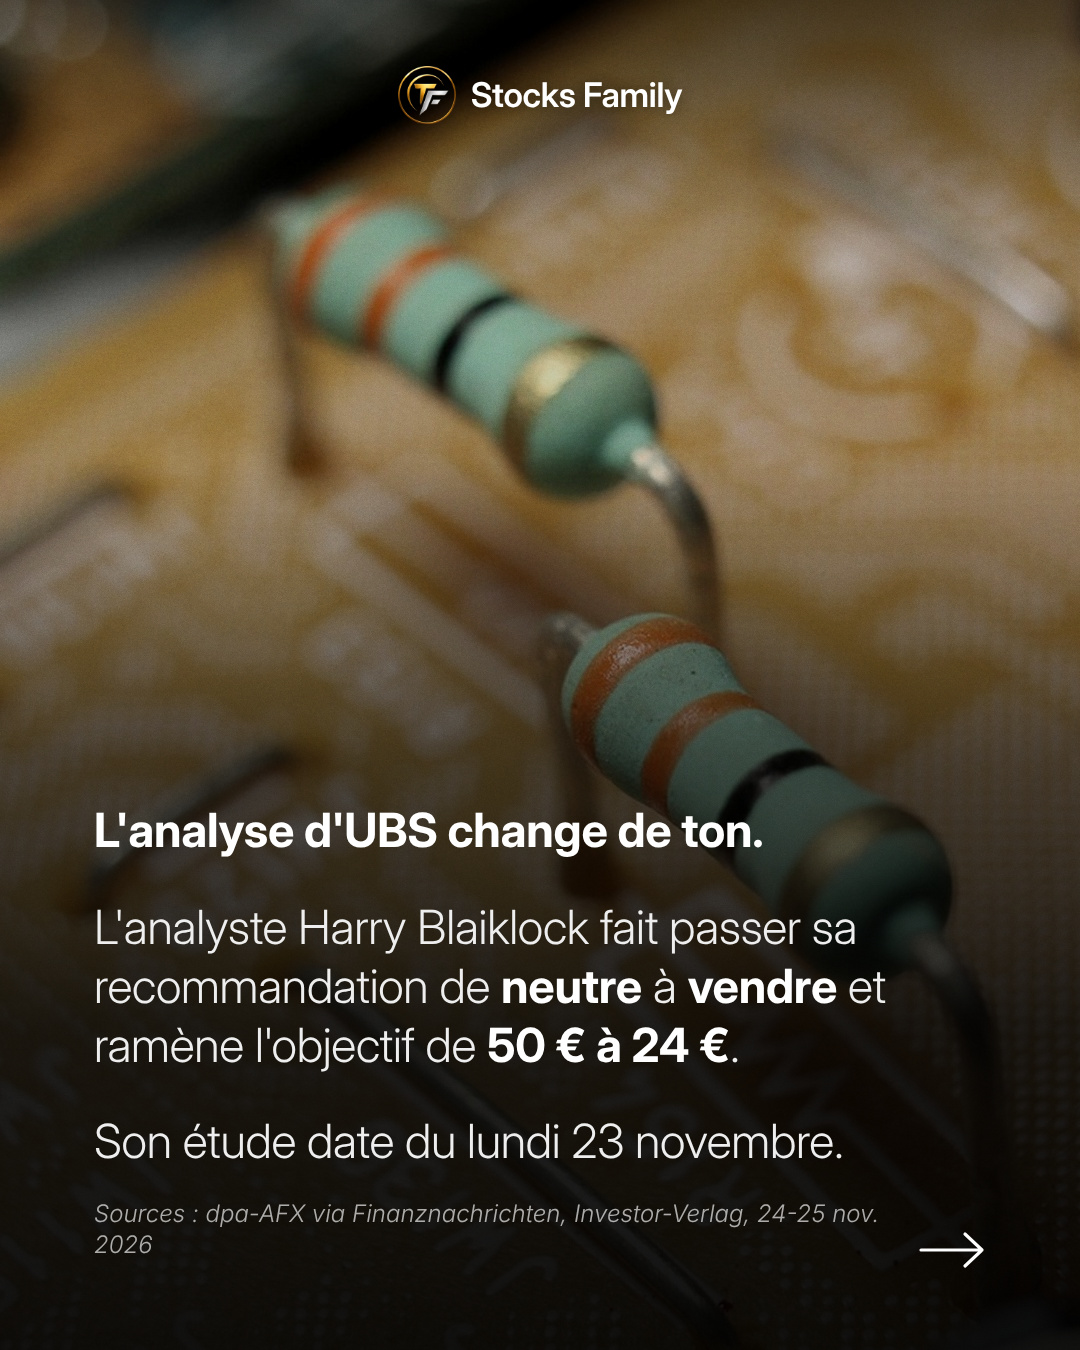 Stocks Family
L'analyse d'UBS change de ton.
L'analyste Harry Blaiklock fait passer sa
recommandation de neutre à vendre et
ramène l'objectif de 50 € à 24 €.
Son étude date du lundi 23 novembre.
Sources : dpa-AFX via Finanznachrichten, Investor-Verlag, 24-25 nov.
2026